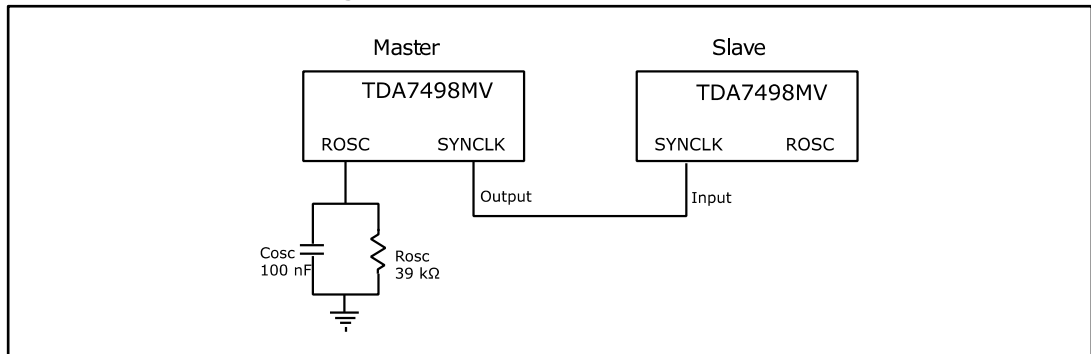 Master
Slave
TDA7498MV
TDA7498MV
ROSC
SYNCLK
SYNCLK
ROSC
Output
Input
Cosc
100 nF
Rosc
39 kΩ